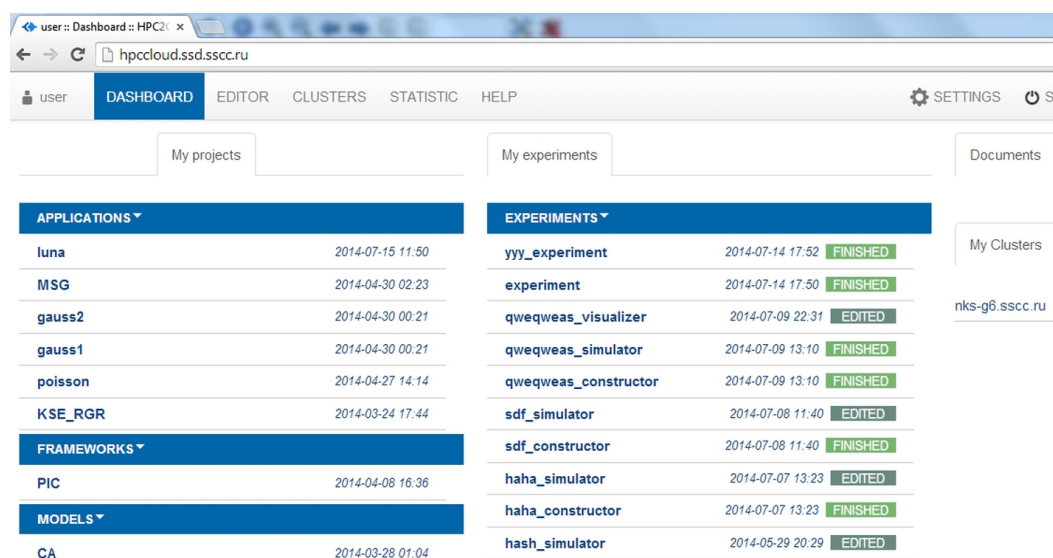 user :: Dashboard :: HPC2C ×
hpccloud.ssd.sscc.ru
user DASHBOARD EDITOR CLUSTERS STATISTIC HELP SETTINGS S
My projects
APPLICATIONS
luna 2014-07-15 11:50
MSG 2014-04-30 02:23
gauss2 2014-04-30 00:21
gauss1 2014-04-30 00:21
poisson 2014-04-27 14:14
KSE_RGR 2014-03-24 17:44
FRAMEWORKS
PIC 2014-04-08 16:36
MODELS
CA 2014-03-28 01:04
My experiments
EXPERIMENTS
yyy_experiment 2014-07-14 17:52 FINISHED
experiment 2014-07-14 17:50 FINISHED
qweqweas_visualizer 2014-07-09 22:31 EDITED
qweqweas_simulator 2014-07-09 13:10 FINISHED
qweqweas_constructor 2014-07-09 13:10 FINISHED
sdf_simulator 2014-07-08 11:40 EDITED
sdf_constructor 2014-07-08 11:40 FINISHED
haha_simulator 2014-07-07 13:23 EDITED
haha_constructor 2014-07-07 13:23 FINISHED
hash_simulator 2014-05-29 20:29 EDITED
Documents
My Clusters
nks-g6.sscc.ru